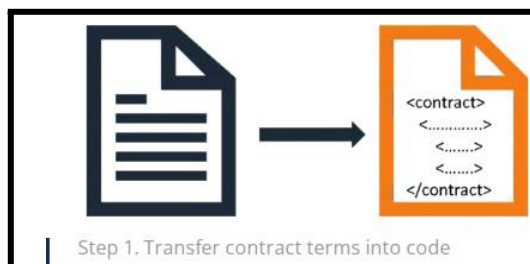 <contract>
<............>
<.......>
<.......>
</contract>
Step 1. Transfer contract terms into code